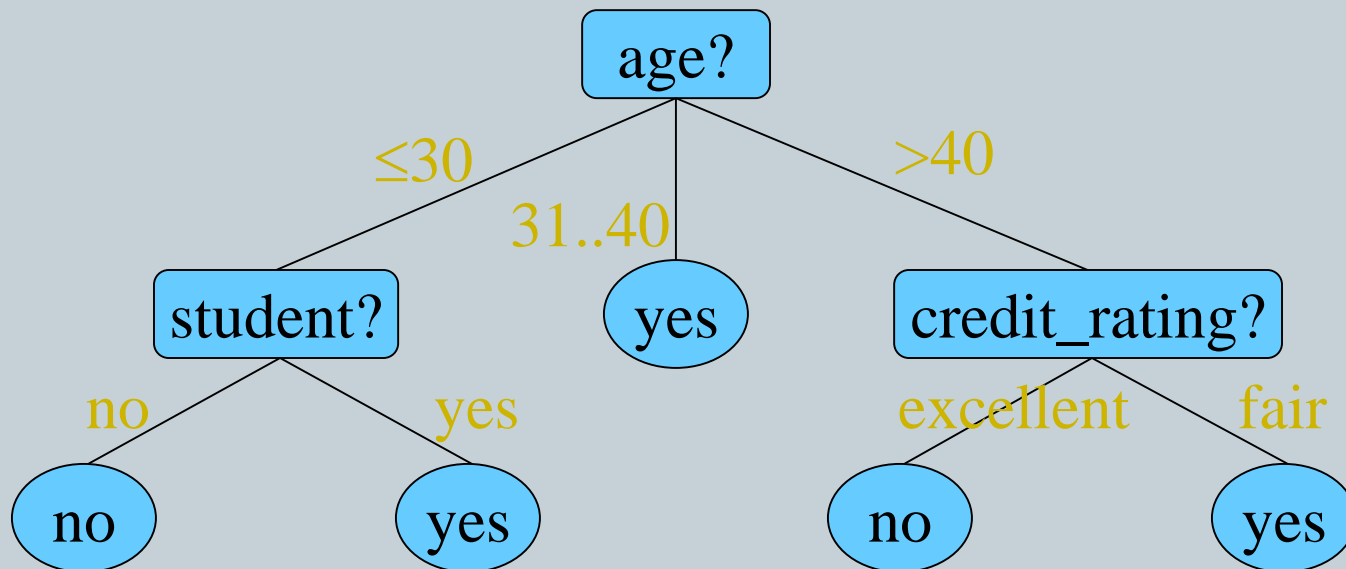 age?
≤30
>40
31..40
student?
yes
credit_rating?
no
yes
excellent
fair
no
yes
no
yes